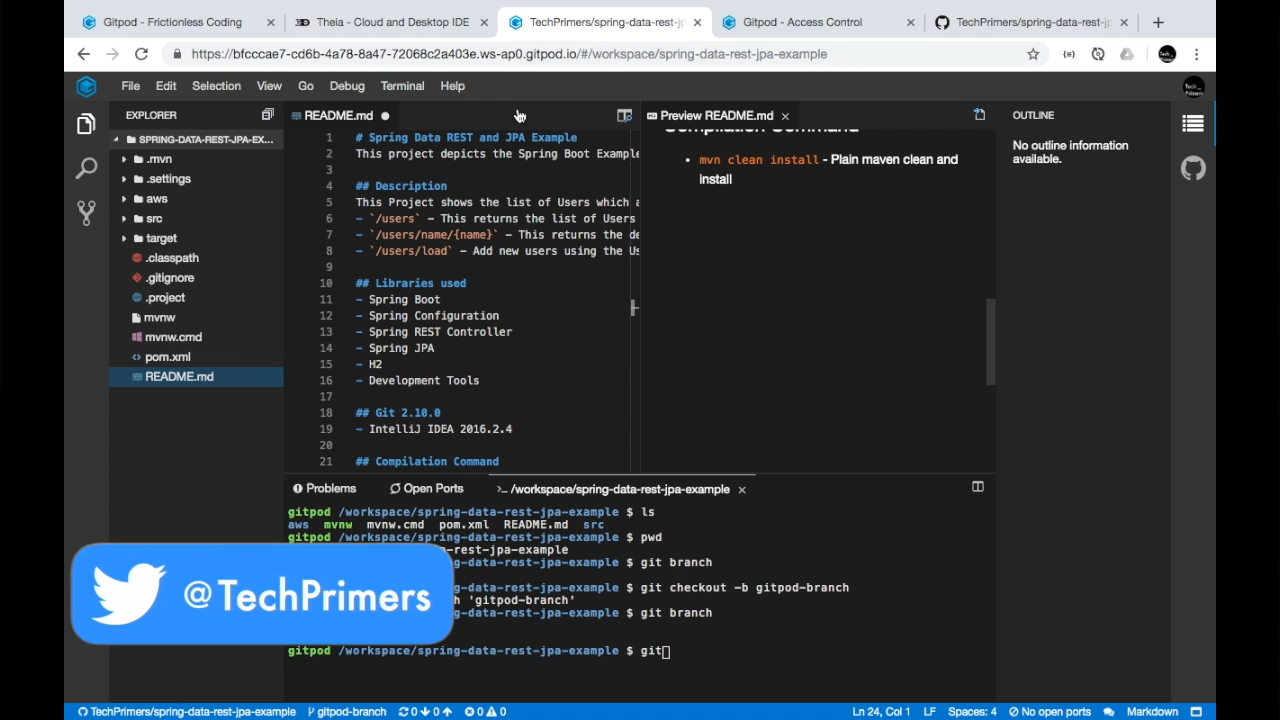 Gitpod - Frictionless Coding
Theia - Cloud and Desktop IDE
TechPrimers/spring-data-rest-jp
Gitpod - Access Control
TechPrimers/spring-data-rest-jp
https://bfcccae7-cd6b-4a78-8a47-72068c2a403e.ws-ap0.gitpod.io/#/workspace/spring-data-rest-jpa-example
File Edit Selection View Go Debug Terminal Help
EXPLORER
SPRING-DATA-REST-JPA-EX...
.mvn
.settings
aws
src
target
.classpath
.gitignore
.project
mvnw
mvnw.cmd
pom.xml
README.md
README.md
1 # Spring Data REST and JPA Example
2 This project depicts the Spring Boot Example
3
4 ## Description
5 This Project shows the list of Users which a
6 - `/users` - This returns the list of Users
7 - `/users/name/{name}` - This returns the de
8 - `/users/load` - Add new users using the Us
9
10 ## Libraries used
11 - Spring Boot
12 - Spring Configuration
13 - Spring REST Controller
14 - Spring JPA
15 - H2
16 - Development Tools
17
18 ## Git 2.10.0
19 - IntelliJ IDEA 2016.2.4
20
21 ## Compilation Command
Preview README.md
Compilation Command
• mvn clean install - Plain maven clean and
install
OUTLINE
No outline information
available.
Problems
Open Ports
>_ /workspace/spring-data-rest-jpa-example
gitpod /workspace/spring-data-rest-jpa-example $ ls
aws mvnw mvnw.cmd pom.xml README.md src
gitpod /workspace/spring-data-rest-jpa-example $ pwd
-rest-jpa-example
-data-rest-jpa-example $ git branch
-data-rest-jpa-example $ git checkout -b gitpod-branch
h 'gitpod-branch'
-data-rest-jpa-example $ git branch
gitpod /workspace/spring-data-rest-jpa-example $ git
@TechPrimers
TechPrimers/spring-data-rest-jpa-example
gitpod-branch
0 0
0 0
Ln 24, Col 1
LF
Spaces: 4
No open ports
Markdown